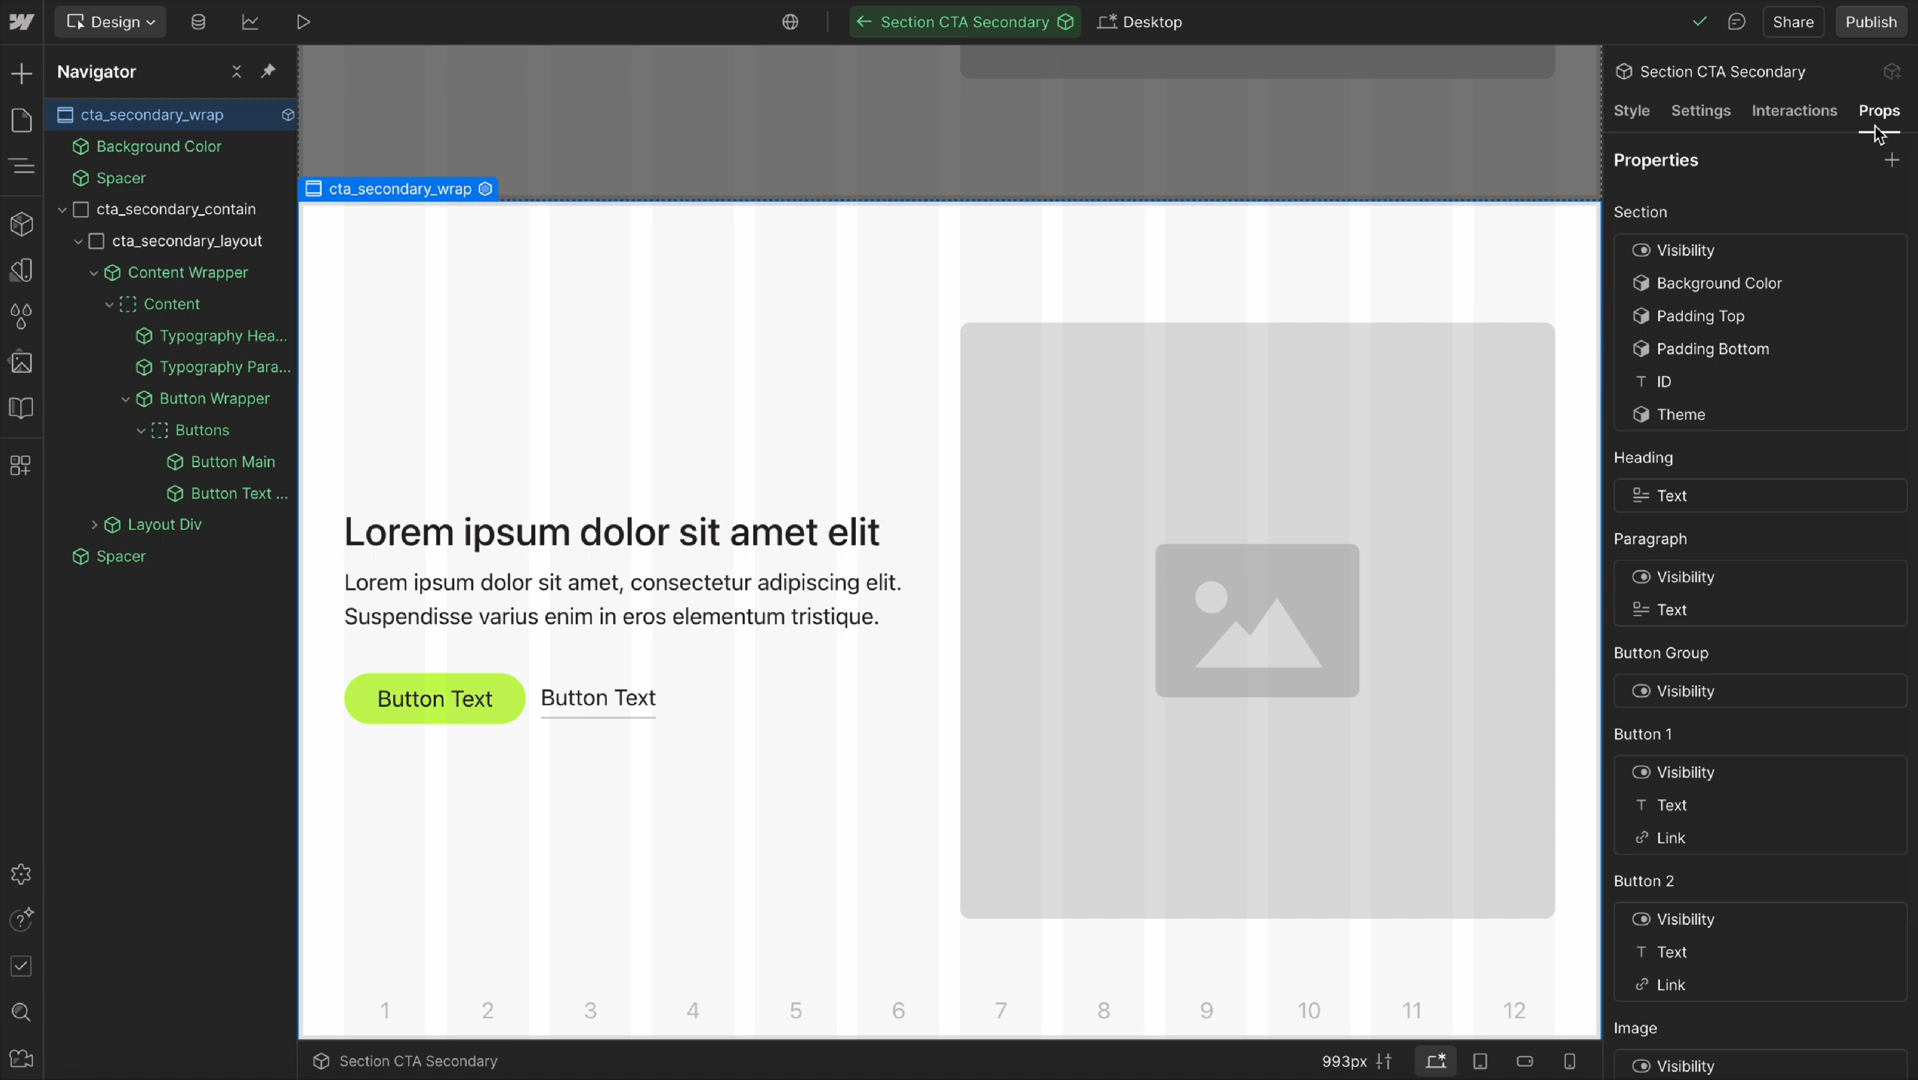 Design
Section CTA Secondary
Desktop
Share
Publish
Navigator
cta_secondary_wrap
Background Color
Spacer
cta_secondary_contain
cta_secondary_layout
Content Wrapper
Content
Typography Hea...
Typography Para...
Button Wrapper
Buttons
Button Main
Button Text ...
Layout Div
Spacer
cta_secondary_wrap
Lorem ipsum dolor sit amet elit
Lorem ipsum dolor sit amet, consectetur adipiscing elit.
Suspendisse varius enim in eros elementum tristique.
Button Text
Button Text
1 2 3 4 5 6 7 8 9 10 11 12
Section CTA Secondary
993px
Section CTA Secondary
Style Settings Interactions Props
Properties
Section
Visibility
Background Color
Padding Top
Padding Bottom
ID
Theme
Heading
Text
Paragraph
Visibility
Text
Button Group
Visibility
Button 1
Visibility
Text
Link
Button 2
Visibility
Text
Link
Image
Visibility